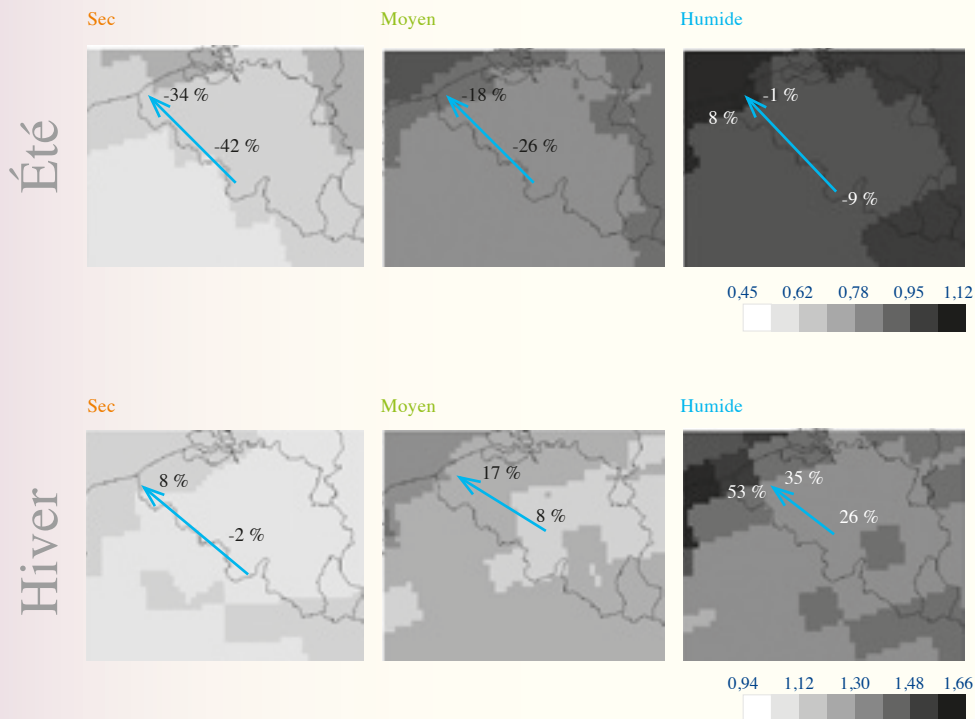 Sec Moyen Humide
Été
-34 % -18 % -1 %
8 %
-42 % -26 %
-9 %
0,45 0,62 0,78 0,95 1,12
Sec Moyen Humide
Hiver
8 % 17 % 35 %
53 %
-2 % 8 % 26 %
0,94 1,12 1,30 1,48 1,66